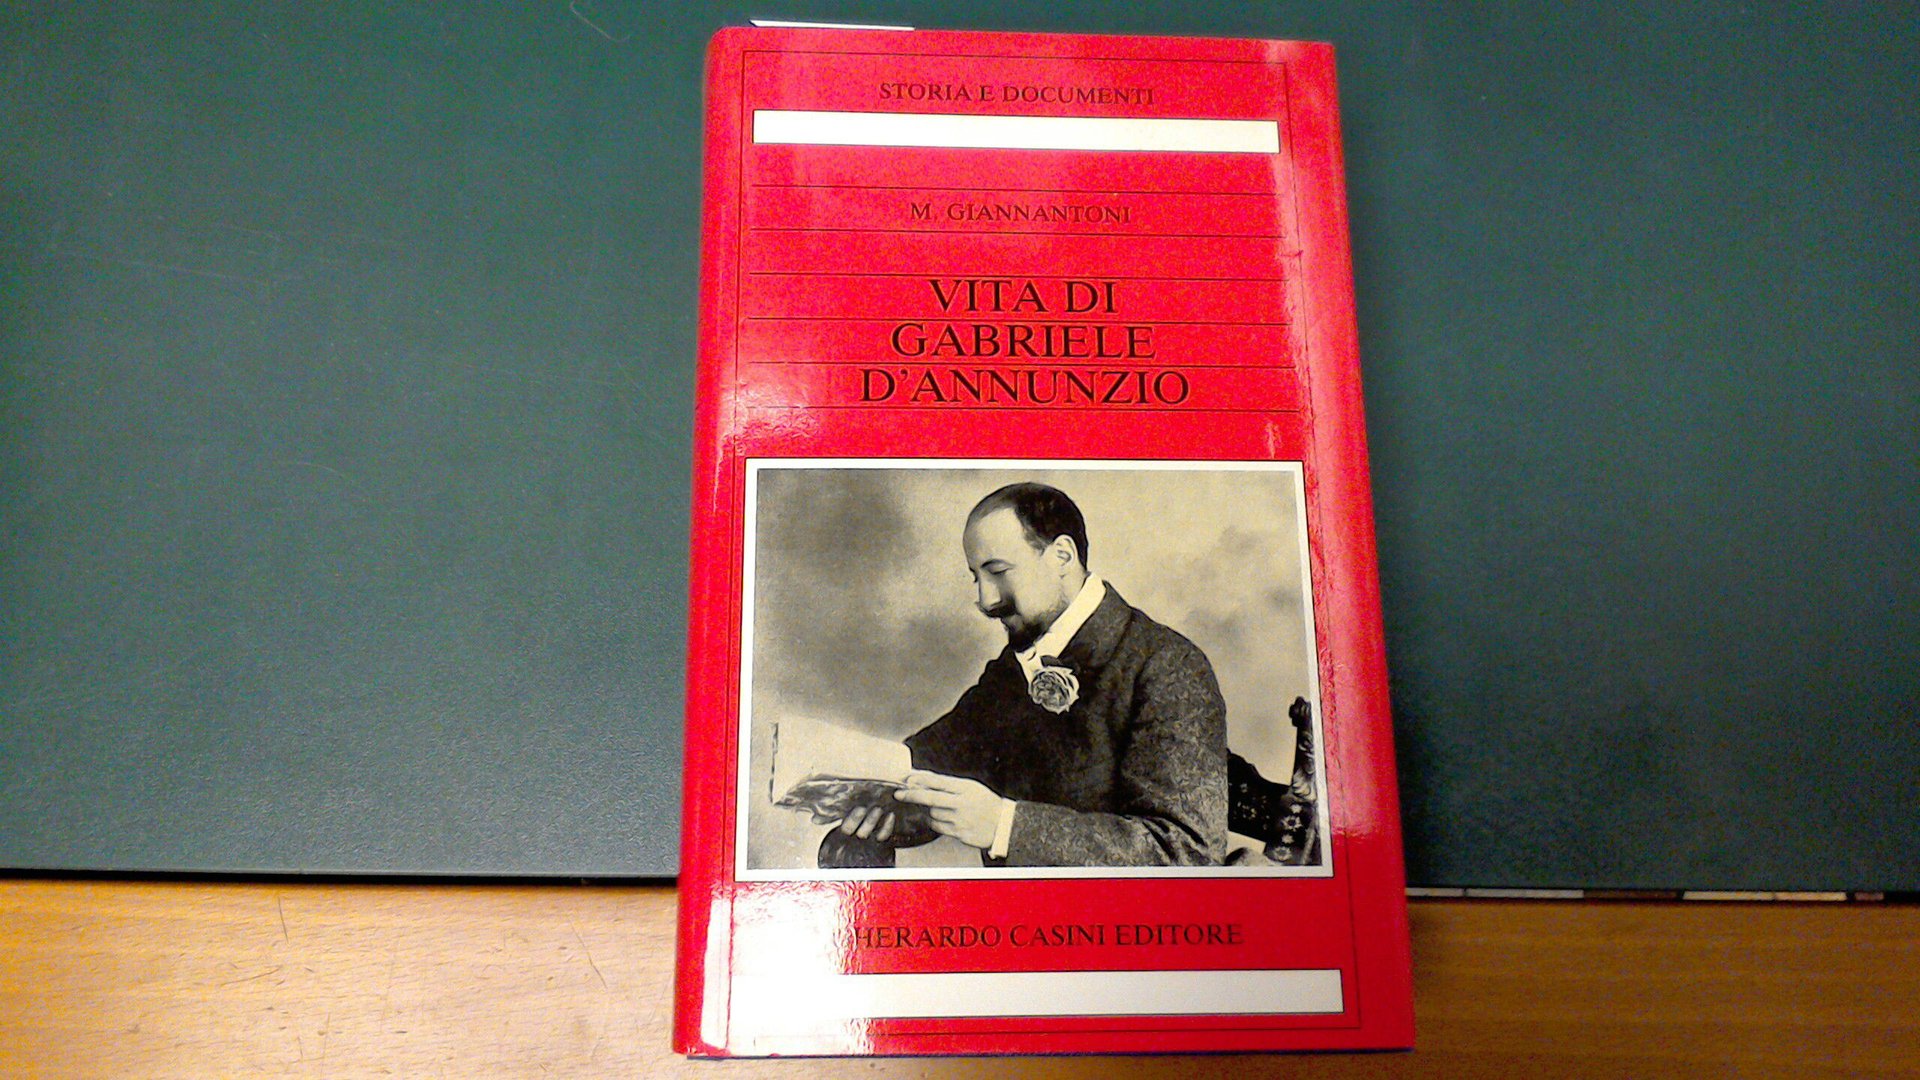 STORIA E DOCUMENTI
M. GIANNANTONI
VITA DI
GABRIELE
D'ANNUNZIO
HERARDO CASINI EDITORE